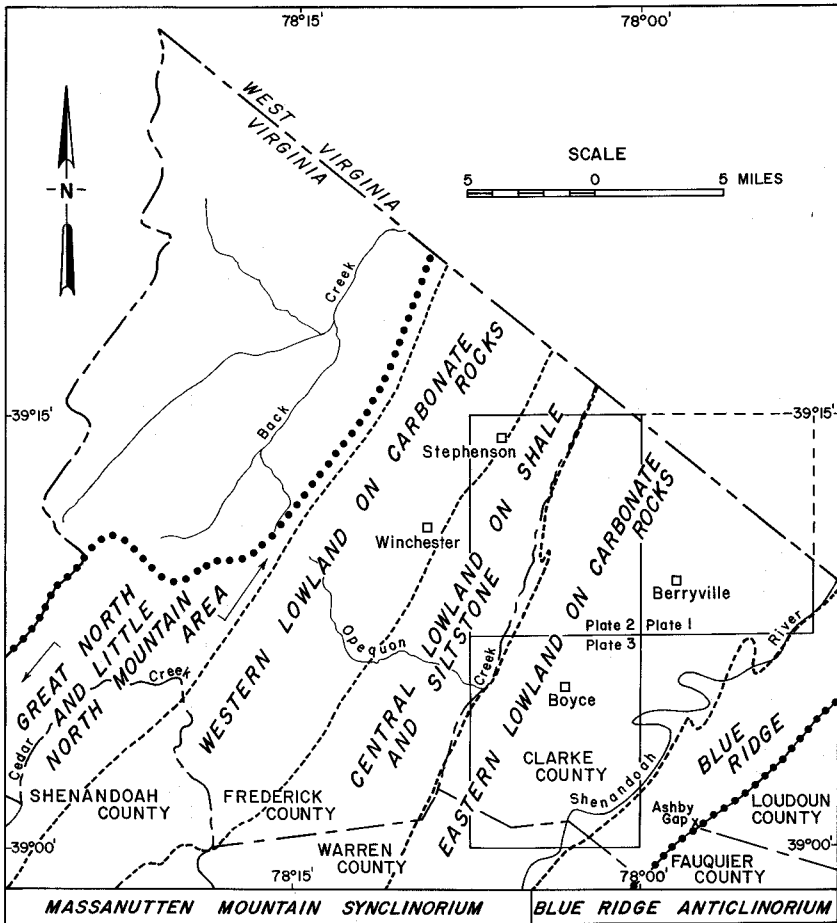 78°15'
78°00'
WEST VIRGINIA
VIRGINIA
SCALE
5 0 5 MILES
-N-
Creek
Back
39°15'
39°15'
WESTERN LOWLAND ON CARBONATE
ROCKS
Stephenson
Winchester
CENTRAL LOWLAND ON SHALE
AND SILTSTONE
EASTERN LOWLAND ON CARBONATE
ROCKS
Berryville
Plate 2
Plate 1
Plate 3
River
Opequon
Creek
Boyce
GREAT NORTH
AND LITTLE
NORTH MOUNTAIN
AREA
Cedar
Creek
CLARKE
COUNTY
Shenandoah
BLUE
RIDGE
SHENANDOAH
COUNTY
FREDERICK
COUNTY
WARREN
COUNTY
Ashby
Gap x
LOUDOUN
COUNTY
FAUQUIER
COUNTY
39°00'
39°00'
78°15'
78°00'
MASSANUTTEN MOUNTAIN SYNCLINORIUM
BLUE RIDGE ANTICLINORIUM